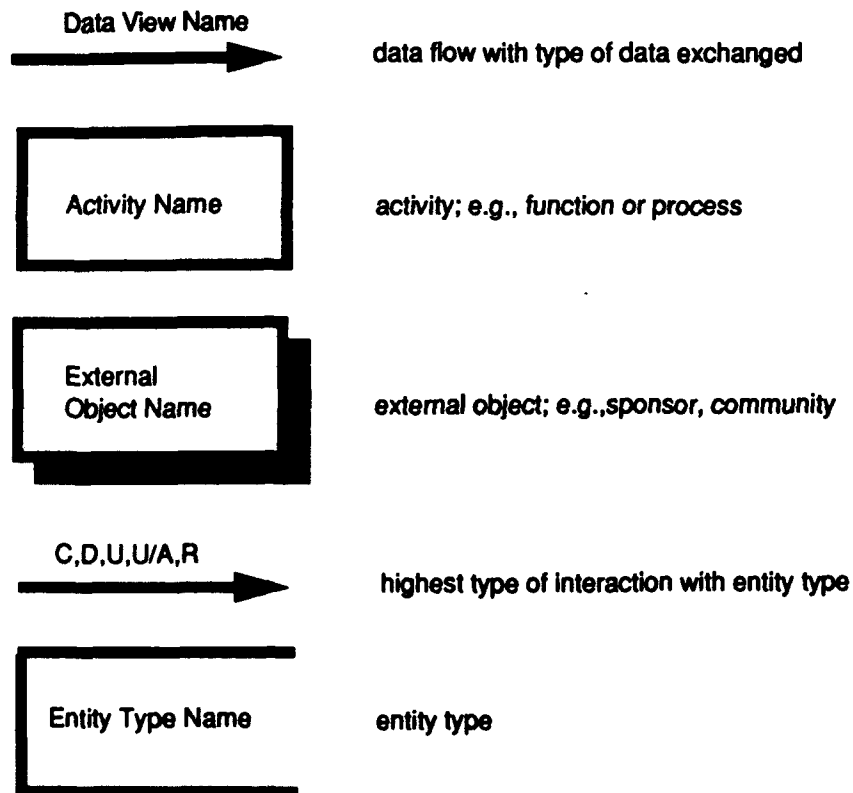 Data View Name
data flow with type of data exchanged
Activity Name
activity; e.g., function or process
External
Object Name
external object; e.g.,sponsor, community
C,D,U,U/A,R
highest type of interaction with entity type
Entity Type Name
entity type